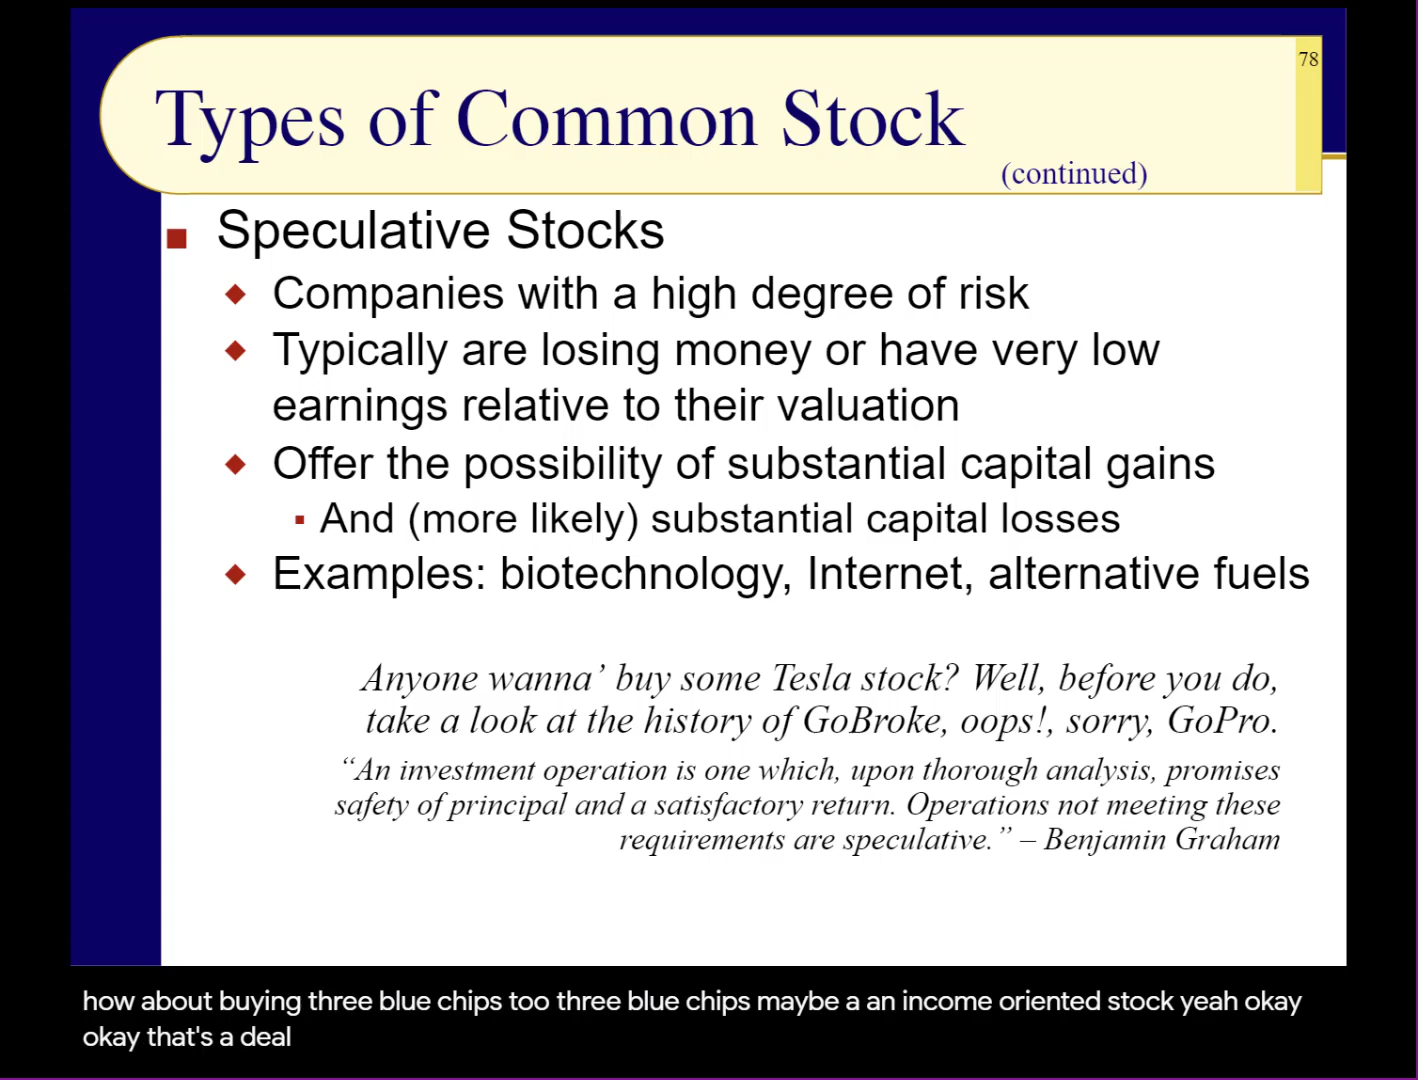 78
Types of Common Stock
(continued)
Speculative Stocks
Companies with a high degree of risk
Typically are losing money or have very low
earnings relative to their valuation
Offer the possibility of substantial capital gains
And (more likely) substantial capital losses
Examples: biotechnology, Internet, alternative fuels
Anyone wanna’ buy some Tesla stock? Well, before you do,
take a look at the history of GoBroke, oops!, sorry, GoPro.
“An investment operation is one which, upon thorough analysis, promises
safety of principal and a satisfactory return. Operations not meeting these
requirements are speculative.” – Benjamin Graham
how about buying three blue chips too three blue chips maybe a an income oriented stock yeah okay
okay that's a deal